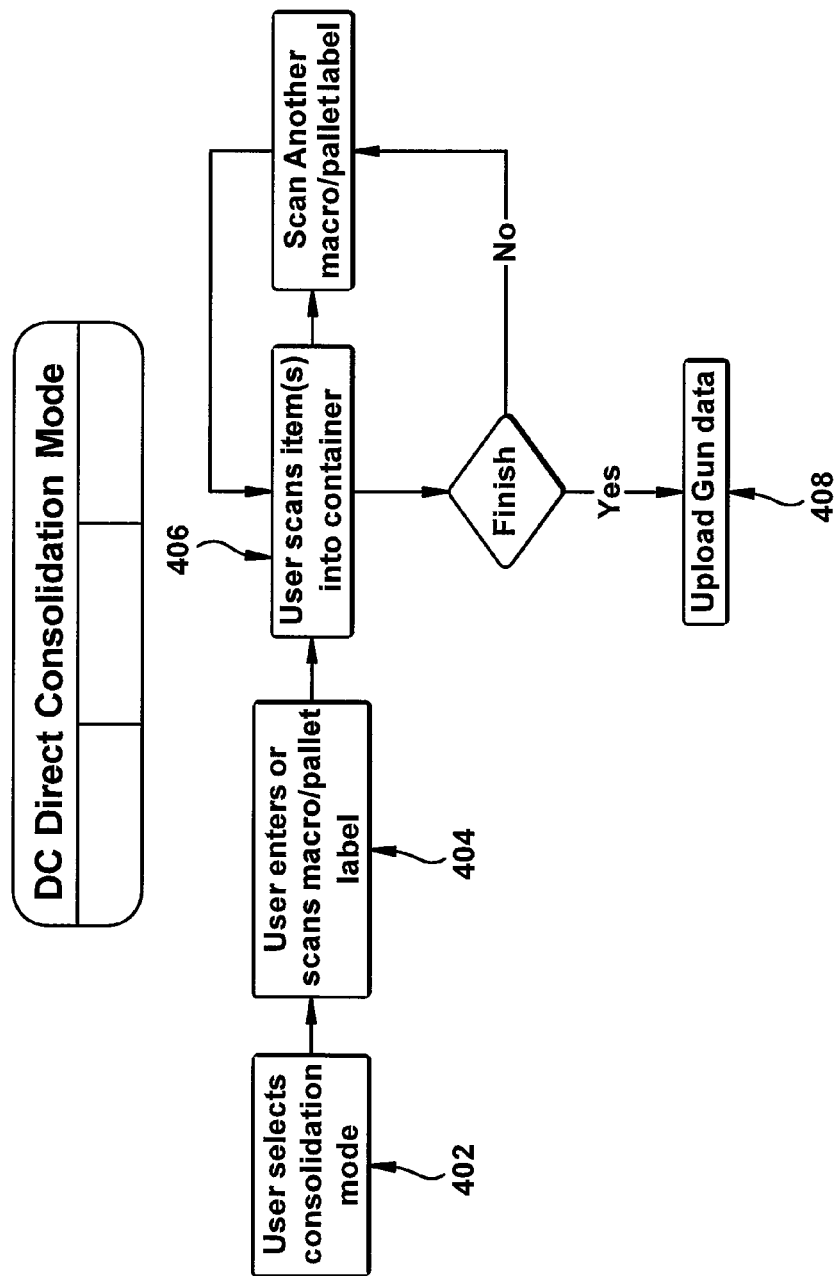 DC Direct Consolidation Mode
User selects
consolidation
mode
402
User enters or
scans macro/pallet
label
404
406
User scans item(s)
into container
Scan Another
macro/pallet label
Finish
No
Yes
Upload Gun data
408